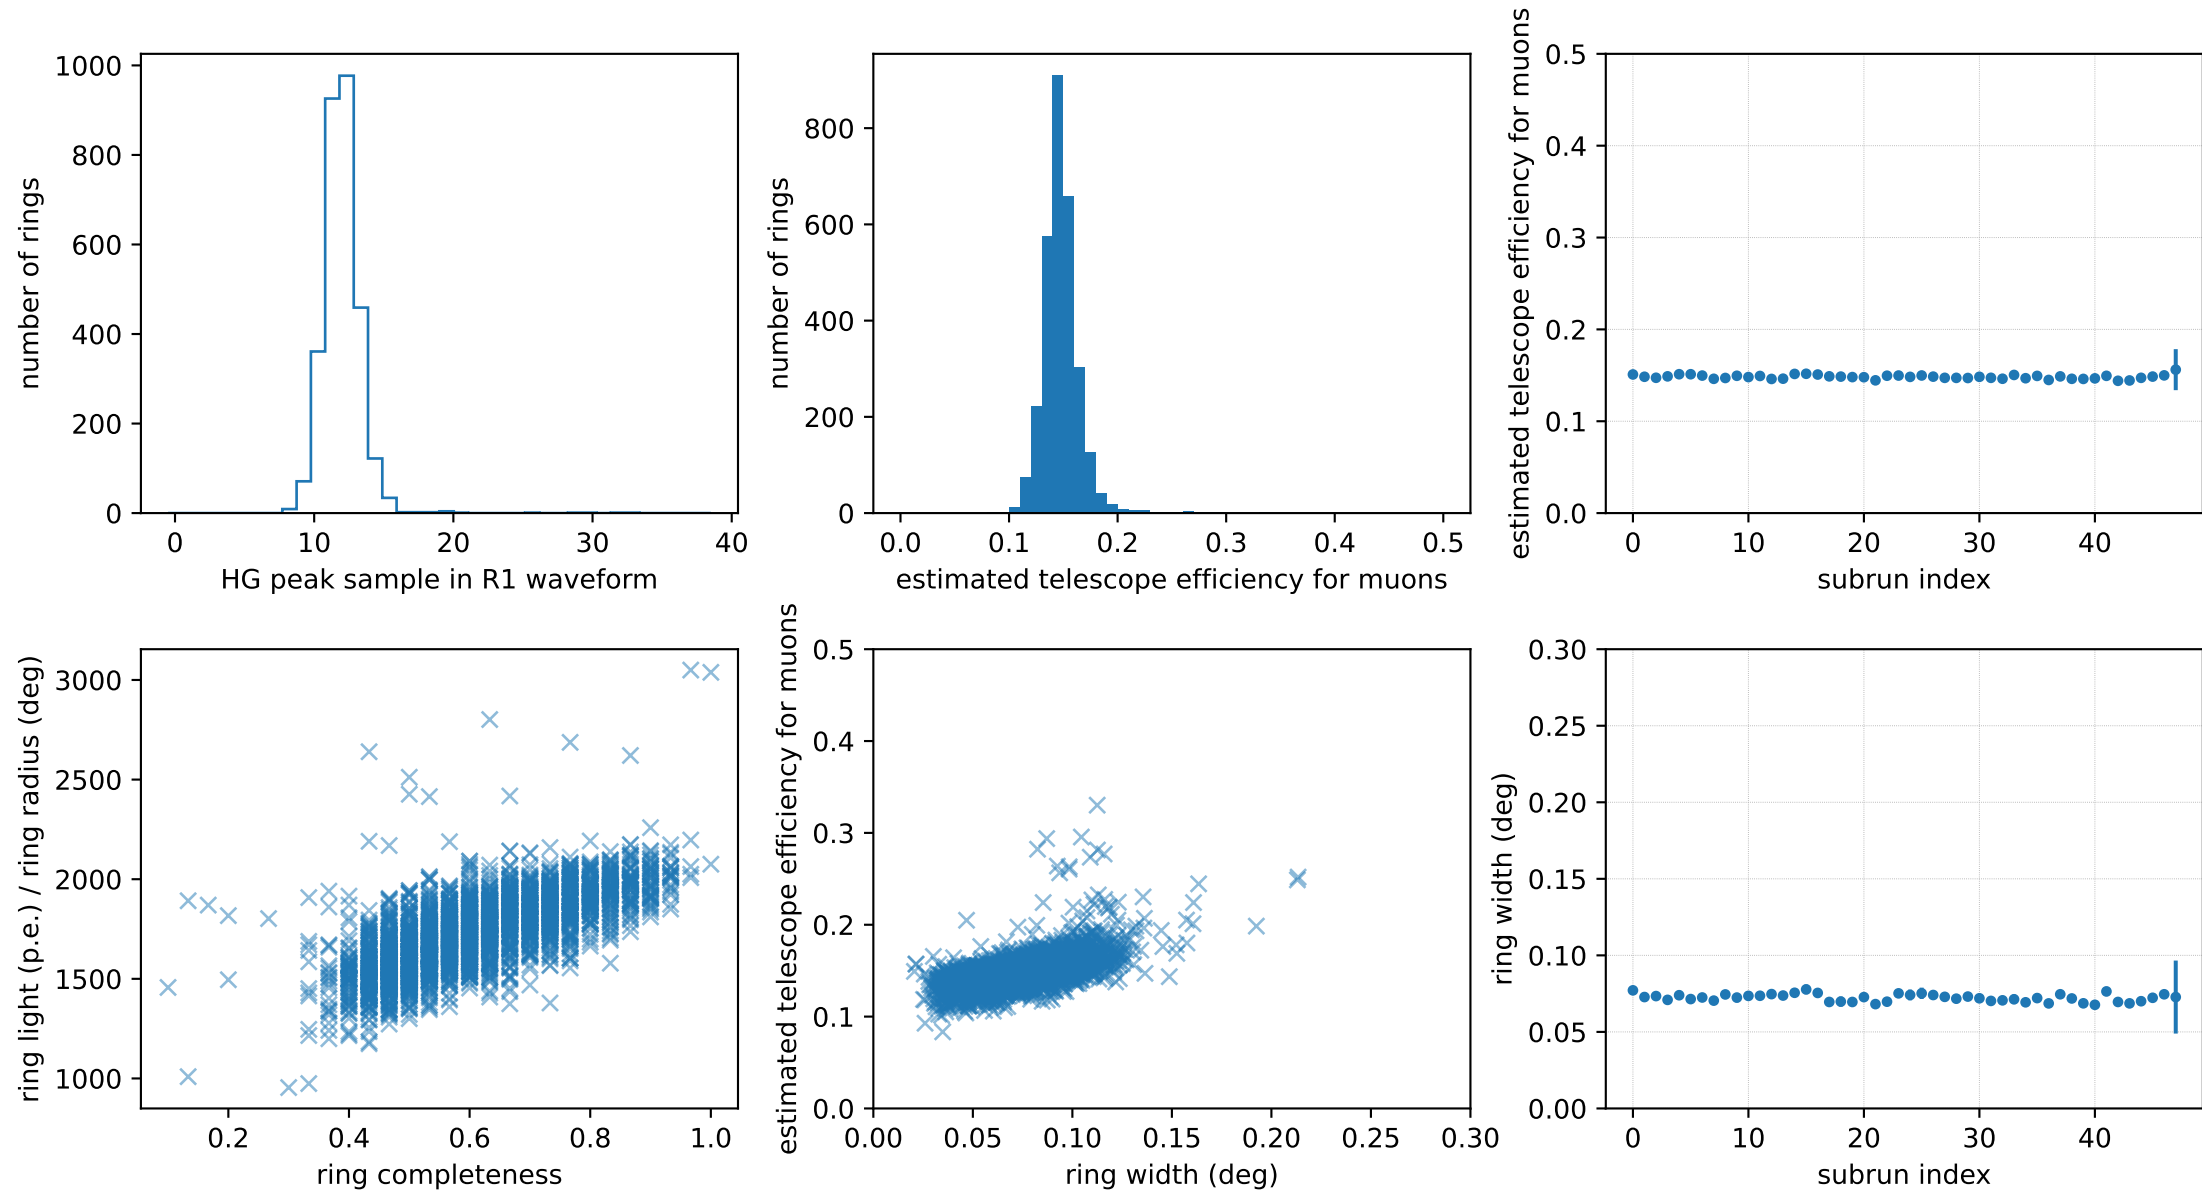 1000
800
600
400
200
0
number of rings
0 10 20 30 40
HG peak sample in R1 waveform
800
600
400
200
0
number of rings
0.0 0.1 0.2 0.3 0.4 0.5
estimated telescope efficiency for muons
0.5
0.4
0.3
0.2
0.1
0.0
estimated telescope efficiency for muons
0 10 20 30 40
subrun index
3000
2500
2000
1500
1000
ring light (p.e.) / ring radius (deg)
0.2 0.4 0.6 0.8 1.0
ring completeness
0.5
0.4
0.3
0.2
0.1
0.0
estimated telescope efficiency for muons
0.00 0.05 0.10 0.15 0.20 0.25 0.30
ring width (deg)
0.30
0.25
0.20
0.15
0.10
0.05
0.00
ring width (deg)
0 10 20 30 40
subrun index